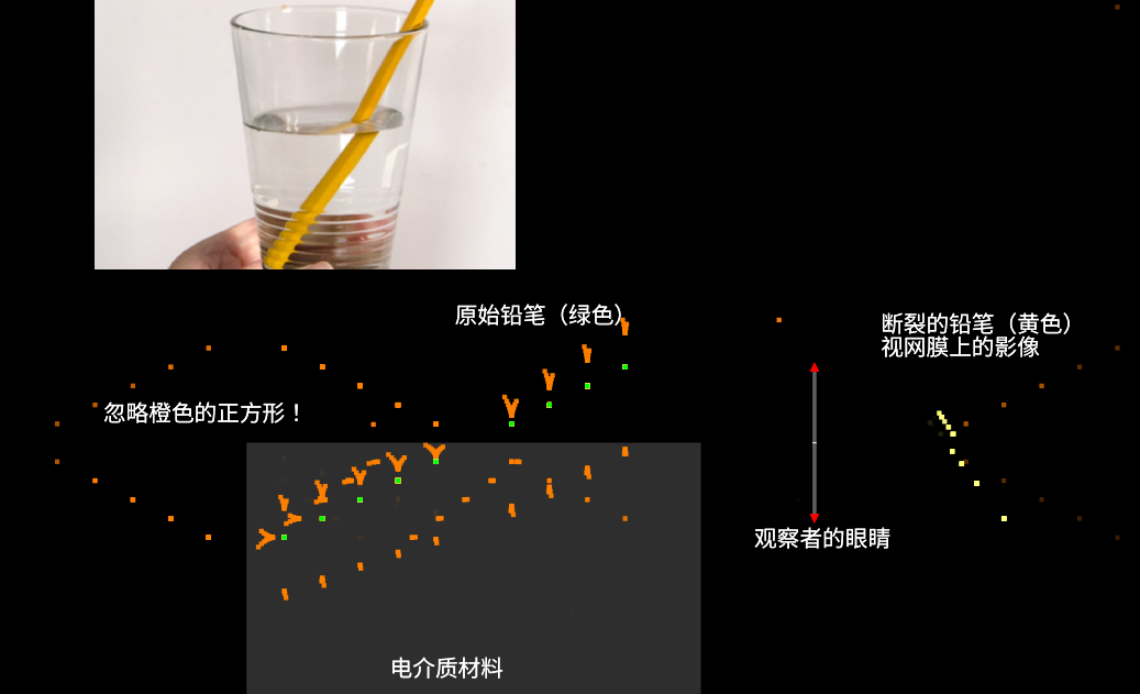 原始铅笔（绿色）
断裂的铅笔（黄色）
视网膜上的影像
忽略橙色的正方形！
观察者的眼睛
电介质材料